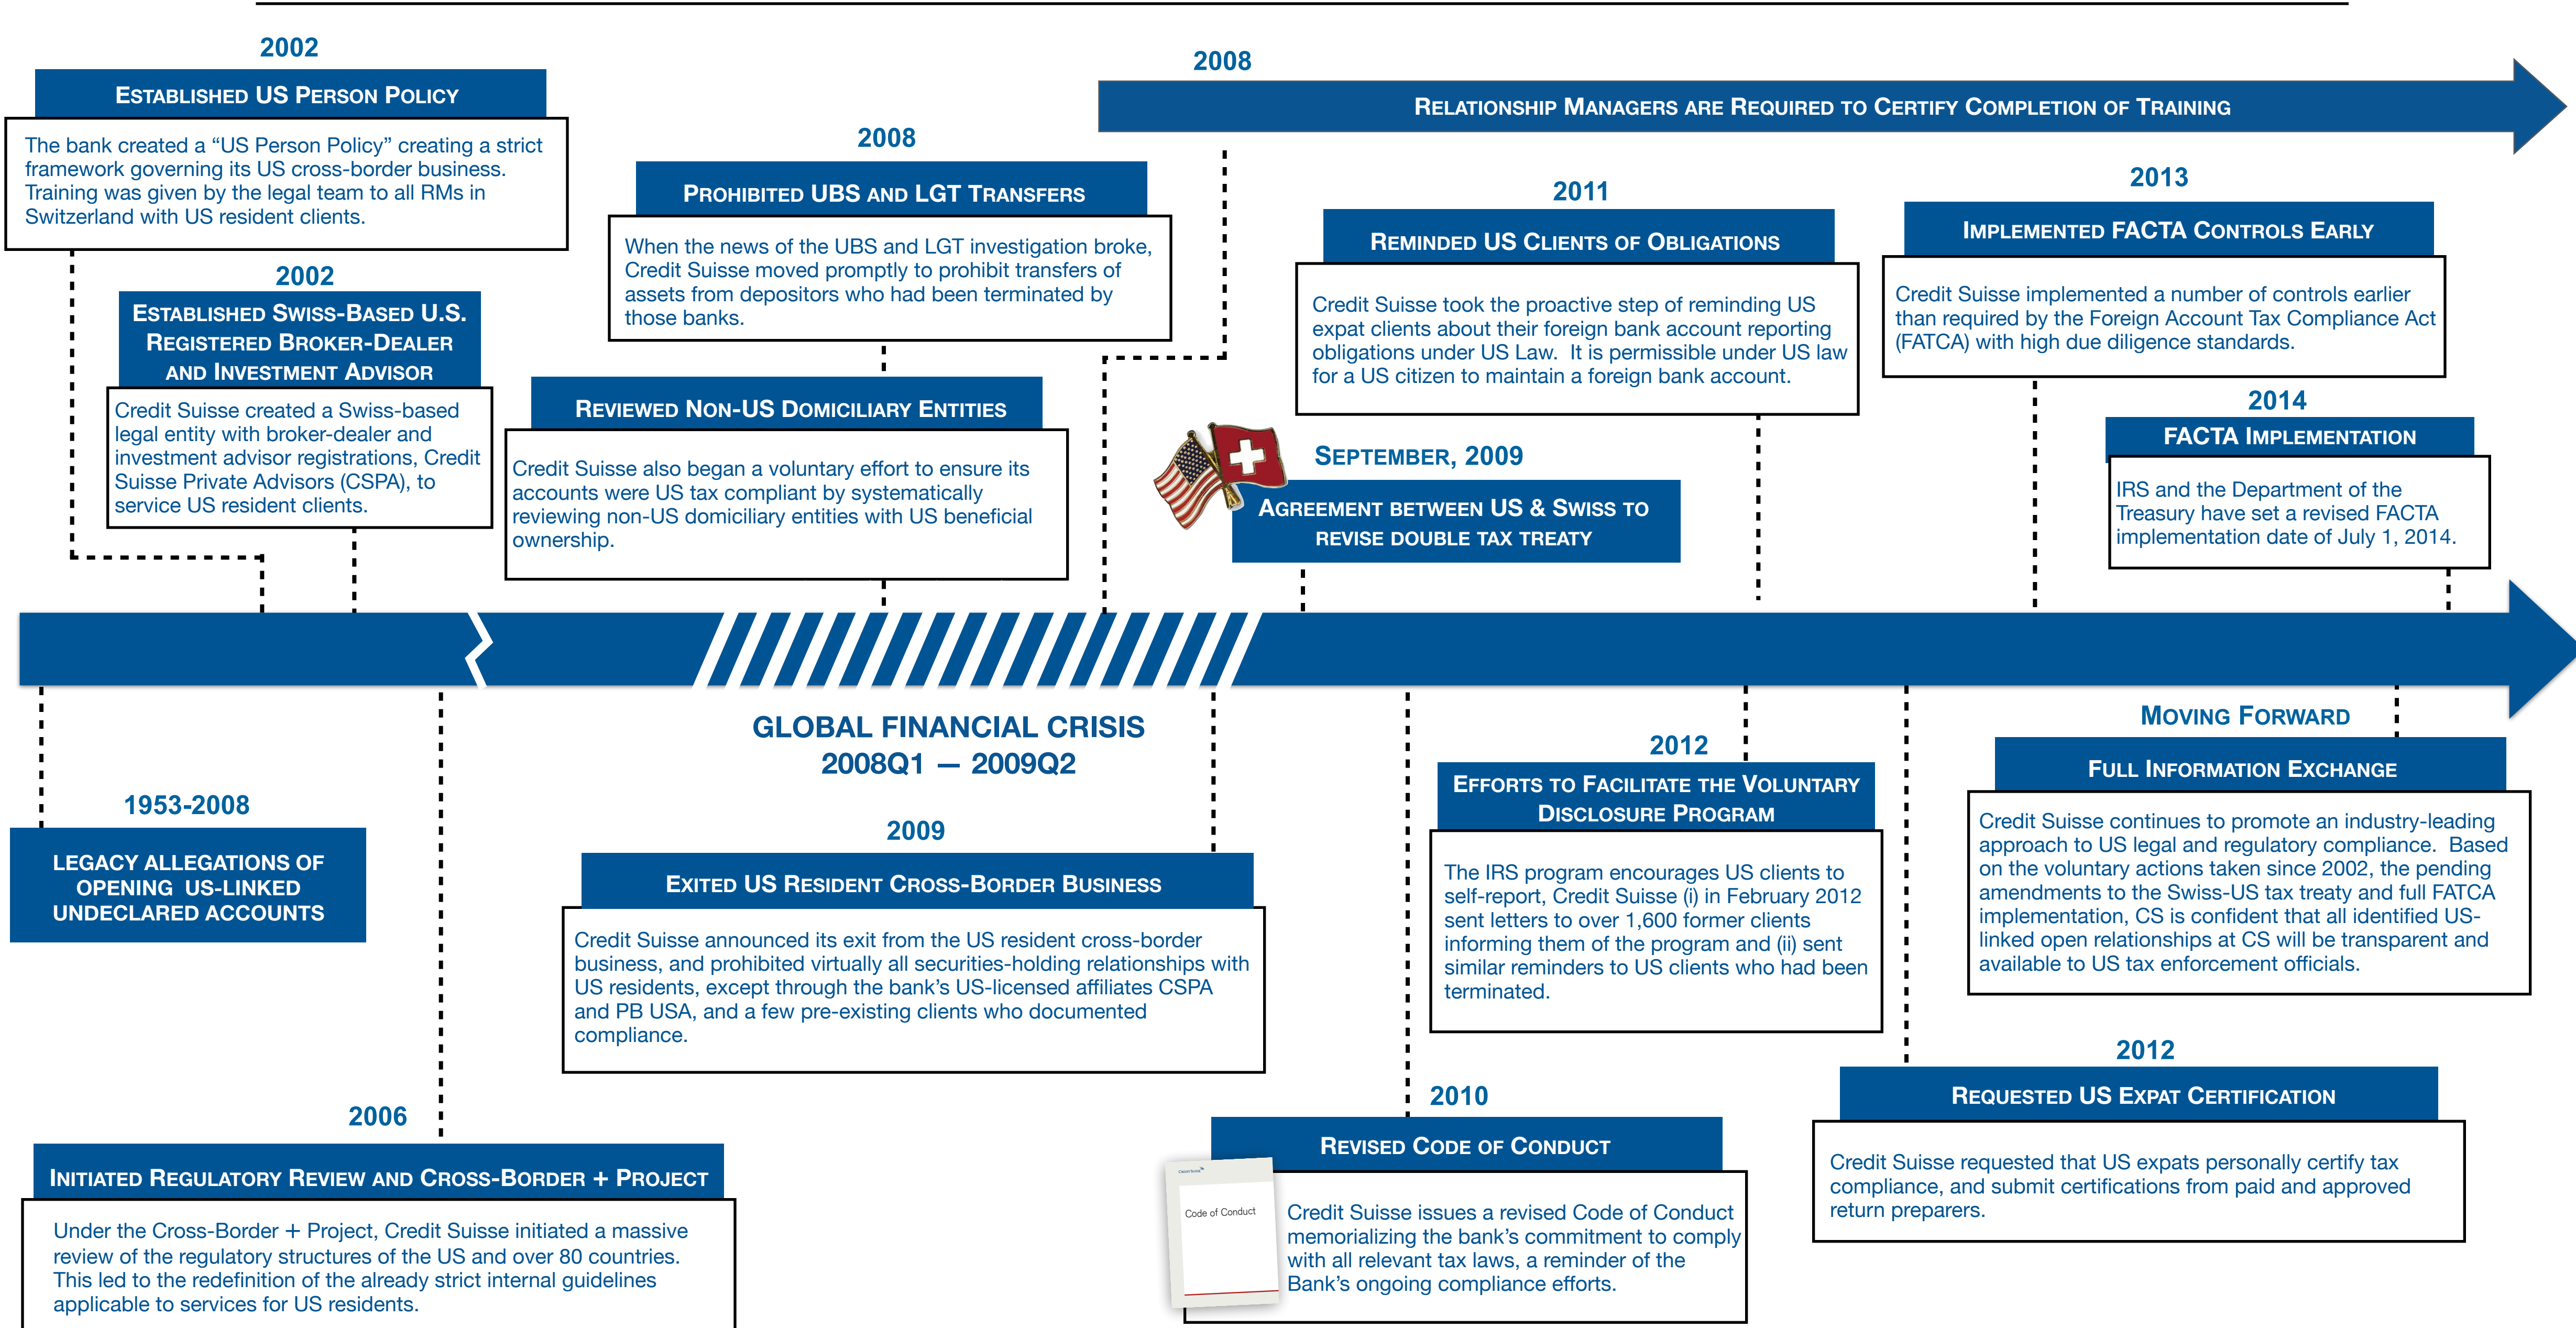 2002
ESTABLISHED US PERSON POLICY
The bank created a “US Person Policy” creating a strict
framework governing its US cross-border business.
Training was given by the legal team to all RMs in
Switzerland with US resident clients.
2002
ESTABLISHED SWISS-BASED U.S.
REGISTERED BROKER-DEALER
AND INVESTMENT ADVISOR
Credit Suisse created a Swiss-based
legal entity with broker-dealer and
investment advisor registrations, Credit
Suisse Private Advisors (CSPA), to
service US resident clients.
2008
PROHIBITED UBS AND LGT TRANSFERS
When the news of the UBS and LGT investigation broke,
Credit Suisse moved promptly to prohibit transfers of
assets from depositors who had been terminated by
those banks.
REVIEWED NON-US DOMICILIARY ENTITIES
Credit Suisse also began a voluntary effort to ensure its
accounts were US tax compliant by systematically
reviewing non-US domiciliary entities with US beneficial
ownership.
2008
RELATIONSHIP MANAGERS ARE REQUIRED TO CERTIFY COMPLETION OF TRAINING
2011
REMINDED US CLIENTS OF OBLIGATIONS
Credit Suisse took the proactive step of reminding US
expat clients about their foreign bank account reporting
obligations under US Law.  It is permissible under US law
for a US citizen to maintain a foreign bank account.
SEPTEMBER, 2009
AGREEMENT BETWEEN US & SWISS TO
REVISE DOUBLE TAX TREATY
2013
IMPLEMENTED FACTA CONTROLS EARLY
Credit Suisse implemented a number of controls earlier
than required by the Foreign Account Tax Compliance Act
(FATCA) with high due diligence standards.
2014
FACTA IMPLEMENTATION
IRS and the Department of the
Treasury have set a revised FACTA
implementation date of July 1, 2014.
GLOBAL FINANCIAL CRISIS
2008Q1 — 2009Q2
1953-2008
LEGACY ALLEGATIONS OF
OPENING  US-LINKED
UNDECLARED ACCOUNTS
2006
INITIATED REGULATORY REVIEW AND CROSS-BORDER + PROJECT
Under the Cross-Border + Project, Credit Suisse initiated a massive
review of the regulatory structures of the US and over 80 countries.
This led to the redefinition of the already strict internal guidelines
applicable to services for US residents.
2009
EXITED US RESIDENT CROSS-BORDER BUSINESS
Credit Suisse announced its exit from the US resident cross-border
business, and prohibited virtually all securities-holding relationships with
US residents, except through the bank’s US-licensed affiliates CSPA
and PB USA, and a few pre-existing clients who documented
compliance.
2012
EFFORTS TO FACILITATE THE VOLUNTARY
DISCLOSURE PROGRAM
The IRS program encourages US clients to
self-report, Credit Suisse (i) in February 2012
sent letters to over 1,600 former clients
informing them of the program and (ii) sent
similar reminders to US clients who had been
terminated.
2010
REVISED CODE OF CONDUCT
CREDIT SUISSE
Code of Conduct
Credit Suisse issues a revised Code of Conduct
memorializing the bank’s commitment to comply
with all relevant tax laws, a reminder of the
Bank’s ongoing compliance efforts.
MOVING FORWARD
FULL INFORMATION EXCHANGE
Credit Suisse continues to promote an industry-leading
approach to US legal and regulatory compliance.  Based
on the voluntary actions taken since 2002, the pending
amendments to the Swiss-US tax treaty and full FATCA
implementation, CS is confident that all identified US-
linked open relationships at CS will be transparent and
available to US tax enforcement officials.
2012
REQUESTED US EXPAT CERTIFICATION
Credit Suisse requested that US expats personally certify tax
compliance, and submit certifications from paid and approved
return preparers.